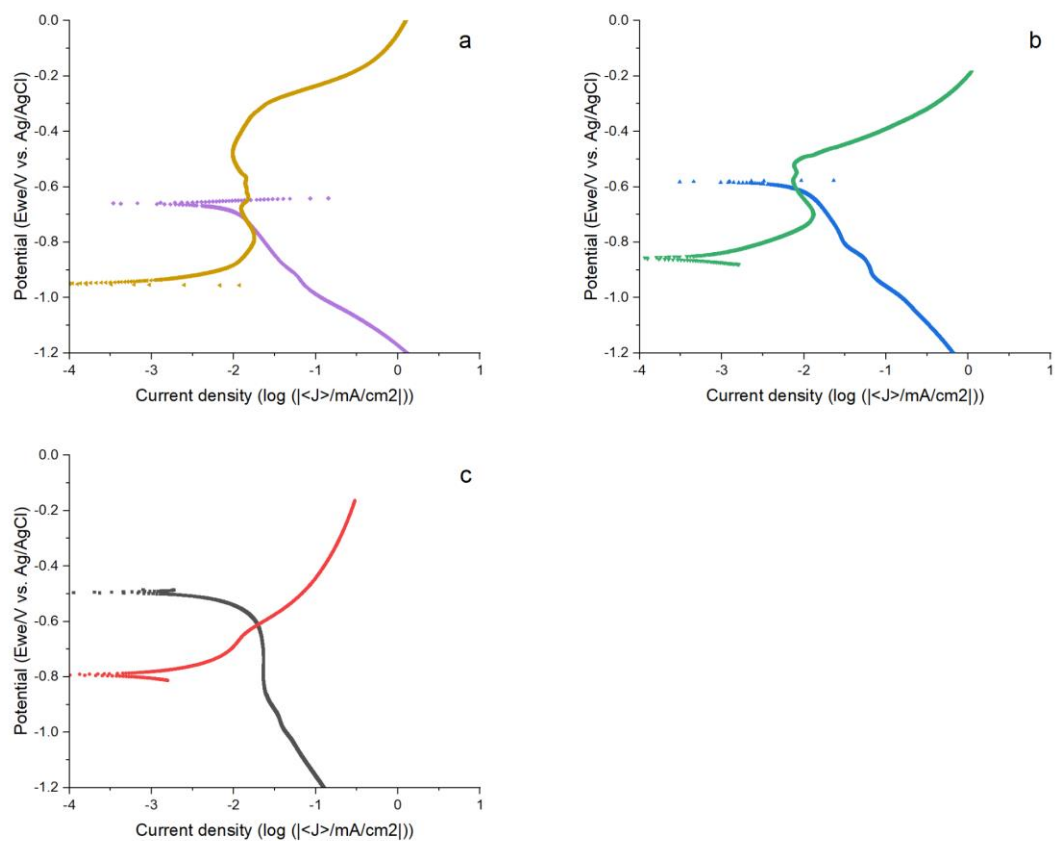 a
0.0
-0.2
-0.4
-0.6
-0.8
-1.0
-1.2
Potential (Ewe/V vs. Ag/AgCl)
-4 -3 -2 -1 0 1
Current density (log (|<J>/mA/cm2|))
b
0.0
-0.2
-0.4
-0.6
-0.8
-1.0
-1.2
Potential (Ewe/V vs. Ag/AgCl)
-4 -3 -2 -1 0 1
Current density (log (|<J>/mA/cm2|))
c
0.0
-0.2
-0.4
-0.6
-0.8
-1.0
-1.2
Potential (Ewe/V vs. Ag/AgCl)
-4 -3 -2 -1 0 1
Current density (log (|<J>/mA/cm2|))